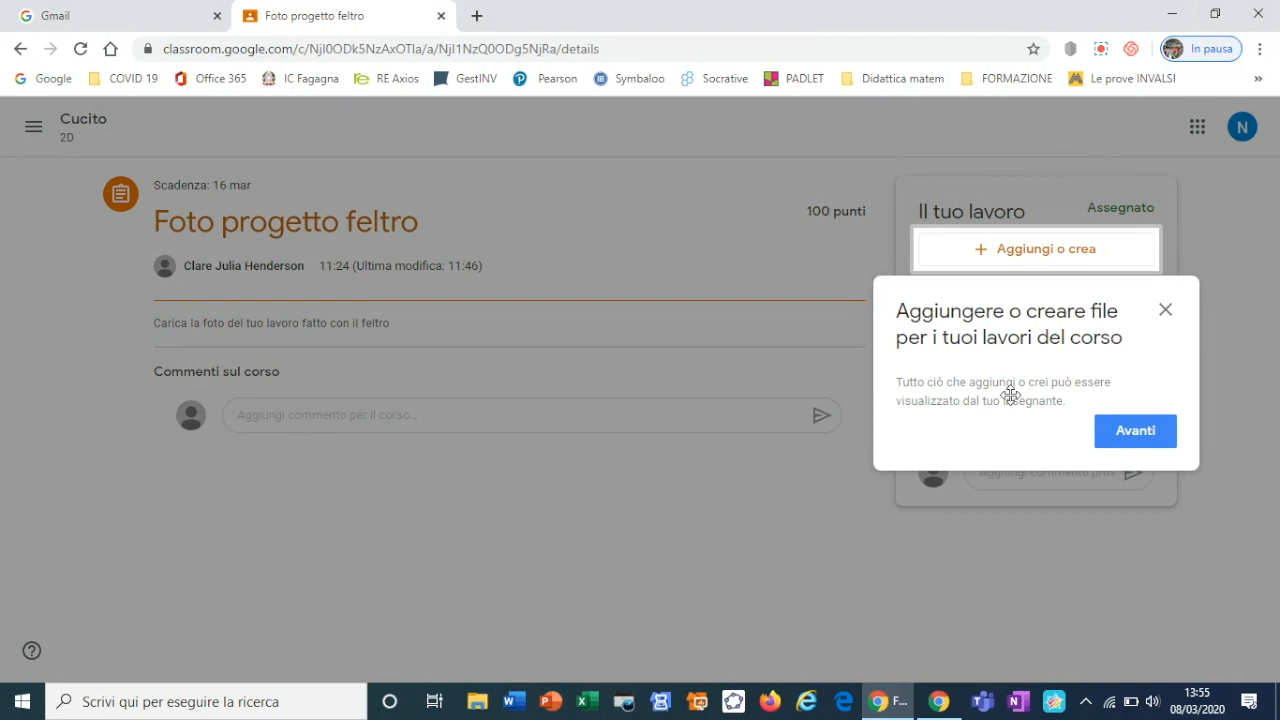 Gmail
Foto progetto feltro
classroom.google.com/c/NjI0ODk5NzAxOTIa/a/NjI1NzQ0ODg5NjRa/details
In pausa
Google
COVID 19
Office 365
IC Fagagna
RE Axios
GestINV
Pearson
Symbaloo
Socrative
PADLET
Didattica matem
FORMAZIONE
Le prove INVALSI
»
Cucito
2D
N
Scadenza: 16 mar
Foto progetto feltro
100 punti
Clare Julia Henderson 11:24 (Ultima modifica: 11:46)
Carica la foto del tuo lavoro fatto con il feltro
Commenti sul corso
Aggiungi commento per il corso...
Il tuo lavoro
Assegnato
+ Aggiungi o crea
Aggiungere o creare file
per i tuoi lavori del corso
Tutto ciò che aggiungi o crei può essere
visualizzato dal tuo insegnante.
Avanti
Aggiungi commento priv
Scrivi qui per eseguire la ricerca
F...
13:55
08/03/2020